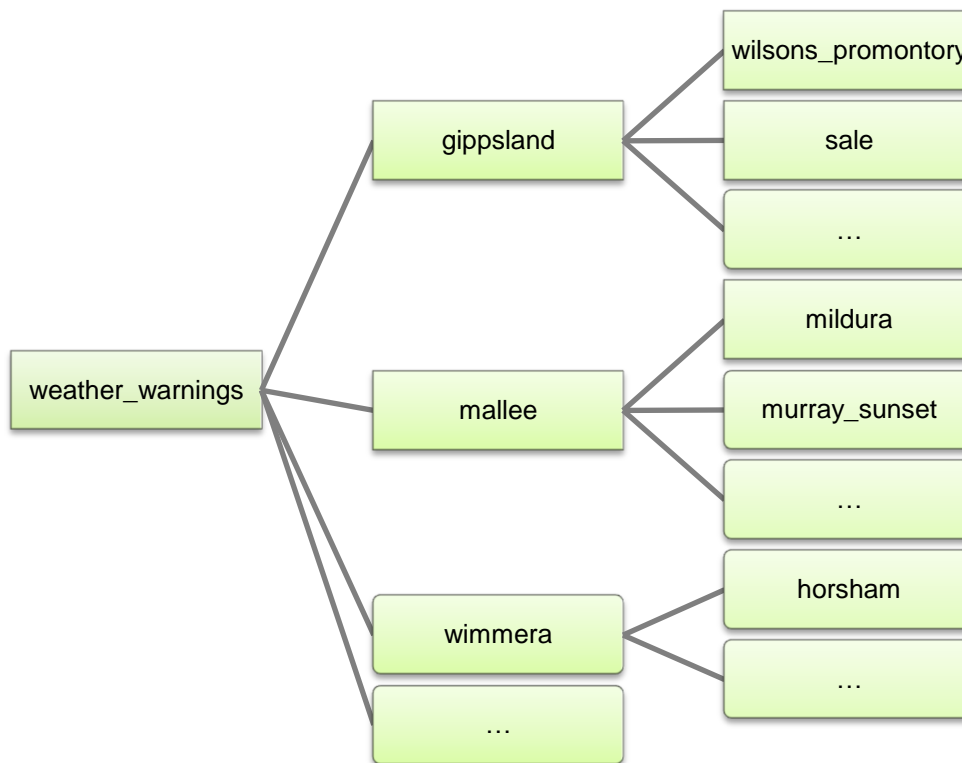 wilsons_promontory
gippsland
sale
…
mildura
weather_warnings
mallee
murray_sunset
…
horsham
wimmera
…
…